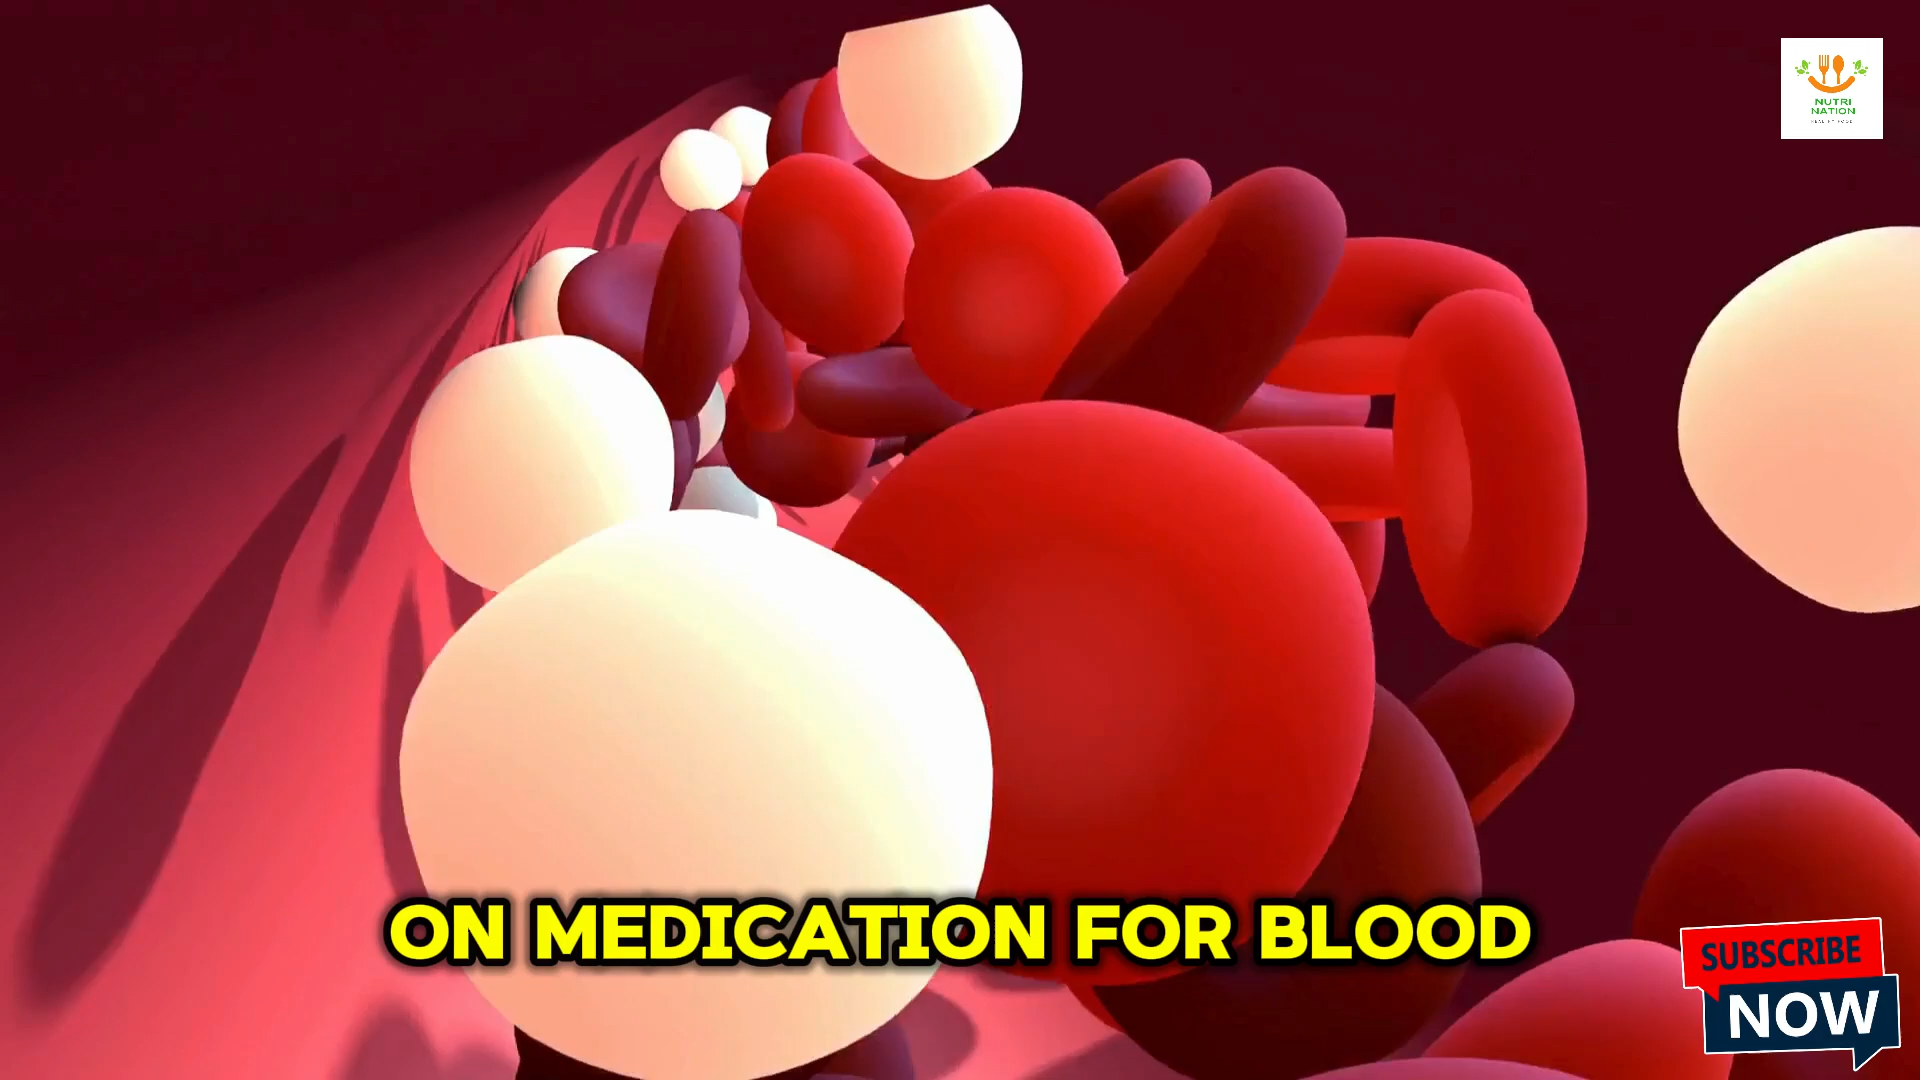 NUTRI
NATION
ON MEDICATION FOR BLOOD
SUBSCRIBE
NOW